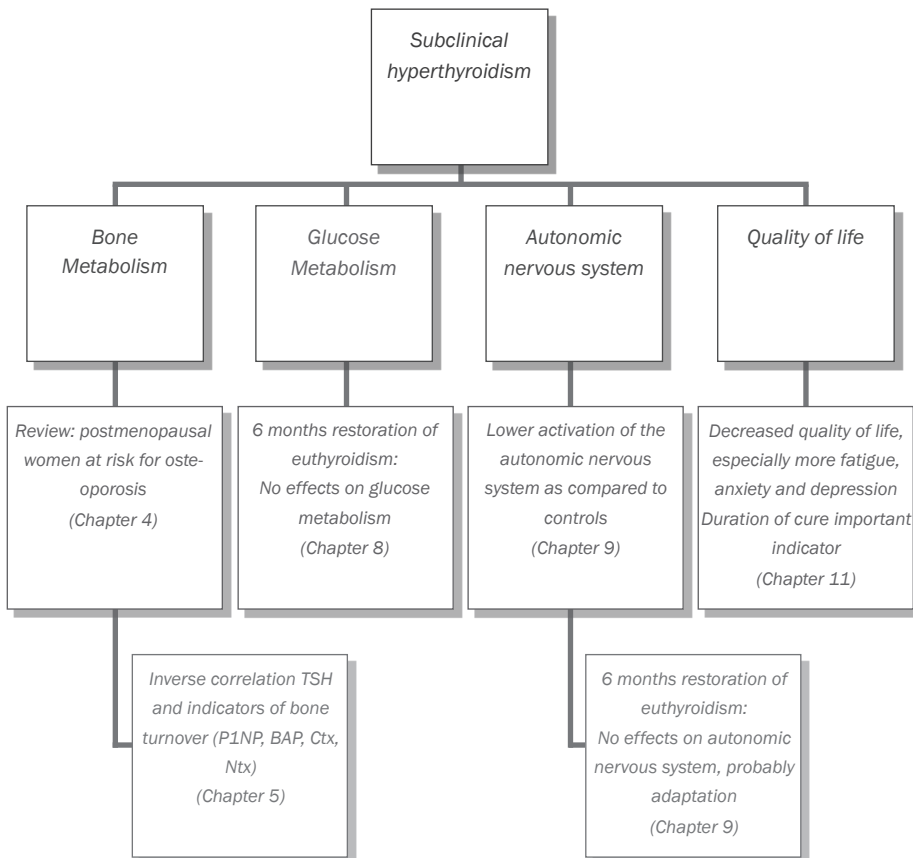 Subclinical
hyperthyroidism
Bone
Metabolism
Glucose
Metabolism
Autonomic
nervous system
Quality of life
Review: postmenopausal
women at risk for oste-
oporosis
(Chapter 4)
6 months restoration of
euthyroidism:
No effects on glucose
metabolism
(Chapter 8)
Lower activation of the
autonomic nervous
system as compared to
controls
(Chapter 9)
Decreased quality of life,
especially more fatigue,
anxiety and depression
Duration of cure important
indicator
(Chapter 11)
Inverse correlation TSH
and indicators of bone
turnover (P1NP, BAP, Ctx,
Ntx)
(Chapter 5)
6 months restoration of
euthyroidism:
No effects on autonomic
nervous system, probably
adaptation
(Chapter 9)